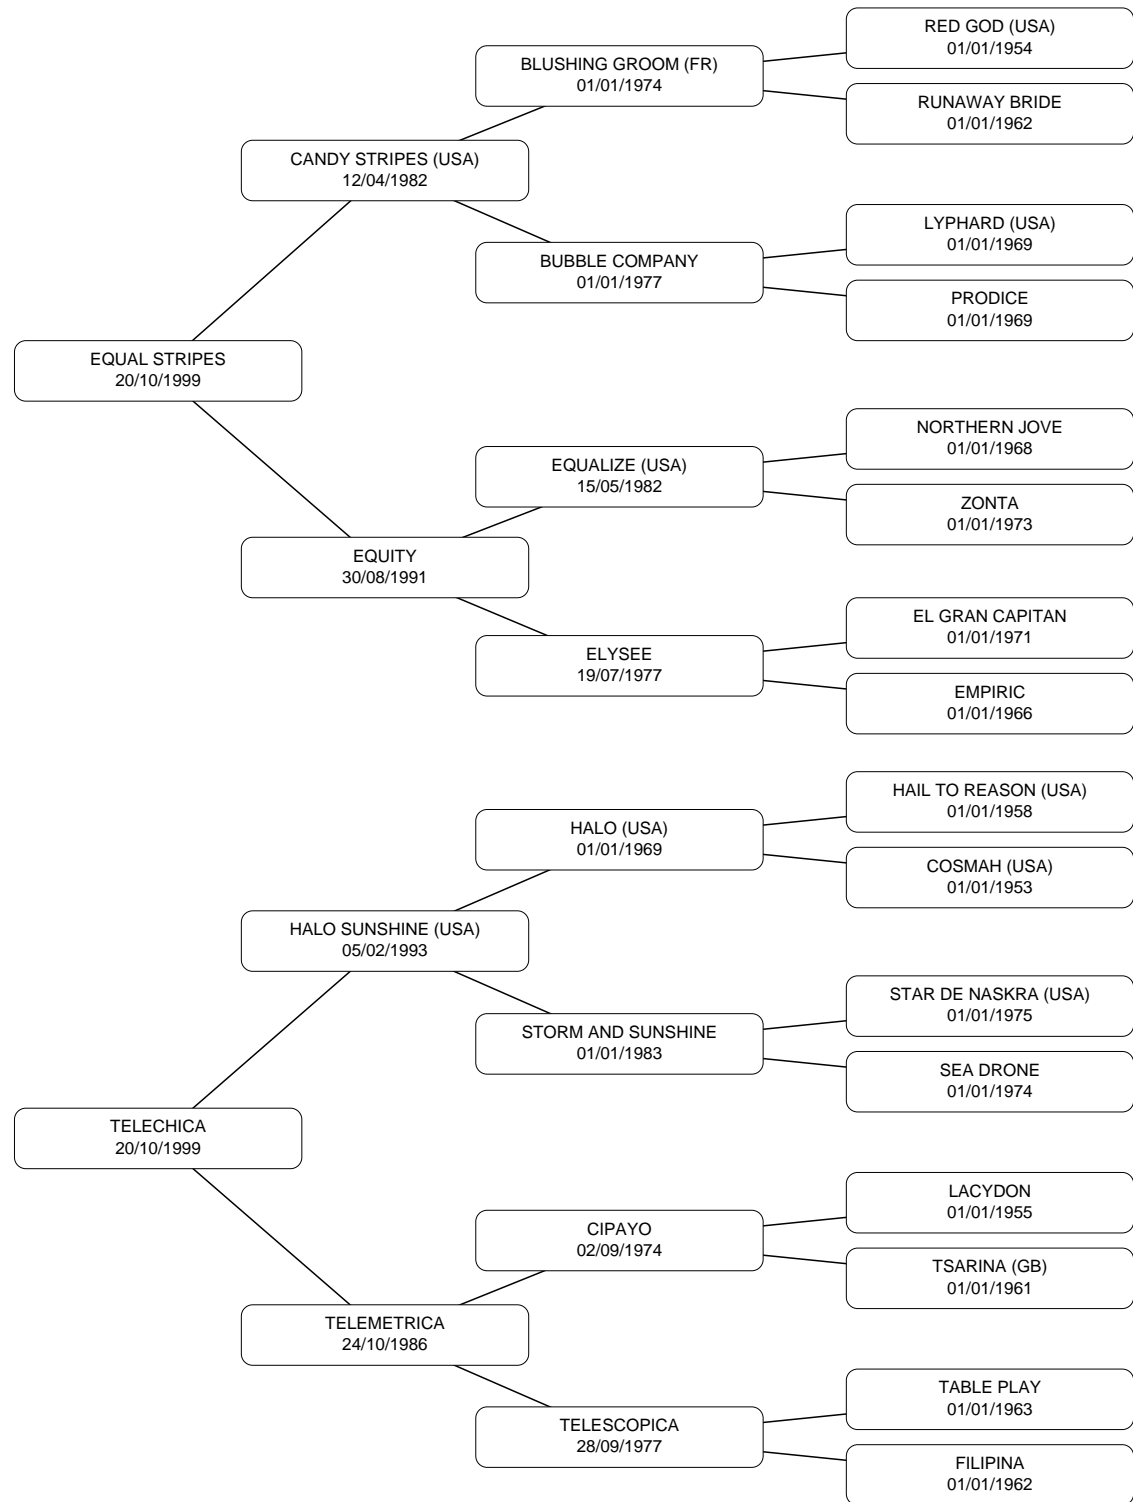 RED GOD (USA)
01/01/1954
BLUSHING GROOM (FR)
01/01/1974
RUNAWAY BRIDE
01/01/1962
CANDY STRIPES (USA)
12/04/1982
LYPHARD (USA)
01/01/1969
BUBBLE COMPANY
01/01/1977
PRODICE
01/01/1969
EQUAL STRIPES
20/10/1999
NORTHERN JOVE
01/01/1968
EQUALIZE (USA)
15/05/1982
ZONTA
01/01/1973
EQUITY
30/08/1991
EL GRAN CAPITAN
01/01/1971
ELYSEE
19/07/1977
EMPIRIC
01/01/1966
HAIL TO REASON (USA)
01/01/1958
HALO (USA)
01/01/1969
COSMAH (USA)
01/01/1953
HALO SUNSHINE (USA)
05/02/1993
STAR DE NASKRA (USA)
01/01/1975
STORM AND SUNSHINE
01/01/1983
SEA DRONE
01/01/1974
TELECHICA
20/10/1999
LACYDON
01/01/1955
CIPAYO
02/09/1974
TSARINA (GB)
01/01/1961
TELEMETRICA
24/10/1986
TABLE PLAY
01/01/1963
TELESCOPICA
28/09/1977
FILIPINA
01/01/1962